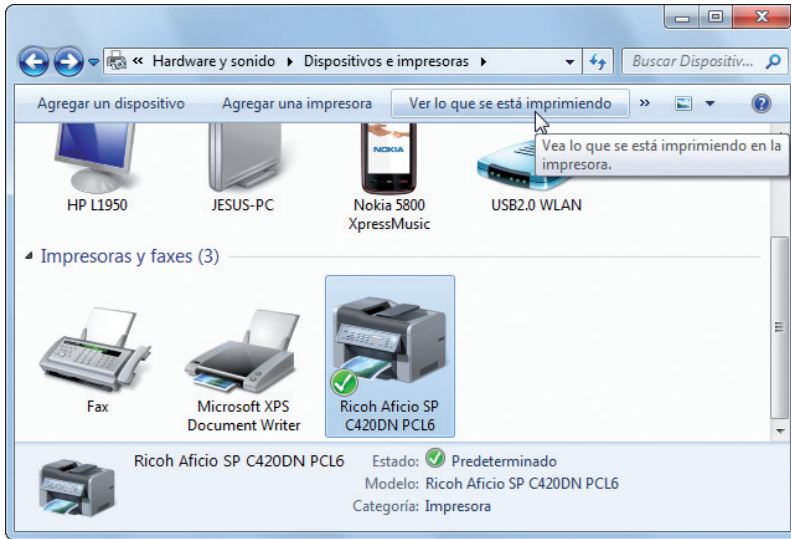 « Hardware y sonido ▸ Dispositivos e impresoras ▸
Buscar Dispositiv...
Agregar un dispositivo
Agregar una impresora
Ver lo que se está imprimiendo
»
Vea lo que se está imprimiendo en la
impresora.
NOKIA
HP L1950
JESUS-PC
Nokia 5800
XpressMusic
USB2.0 WLAN
Impresoras y faxes (3)
Fax
Microsoft XPS
Document Writer
Ricoh Aficio SP
C420DN PCL6
Ricoh Aficio SP C420DN PCL6
Estado: Predeterminado
Modelo: Ricoh Aficio SP C420DN PCL6
Categoría: Impresora